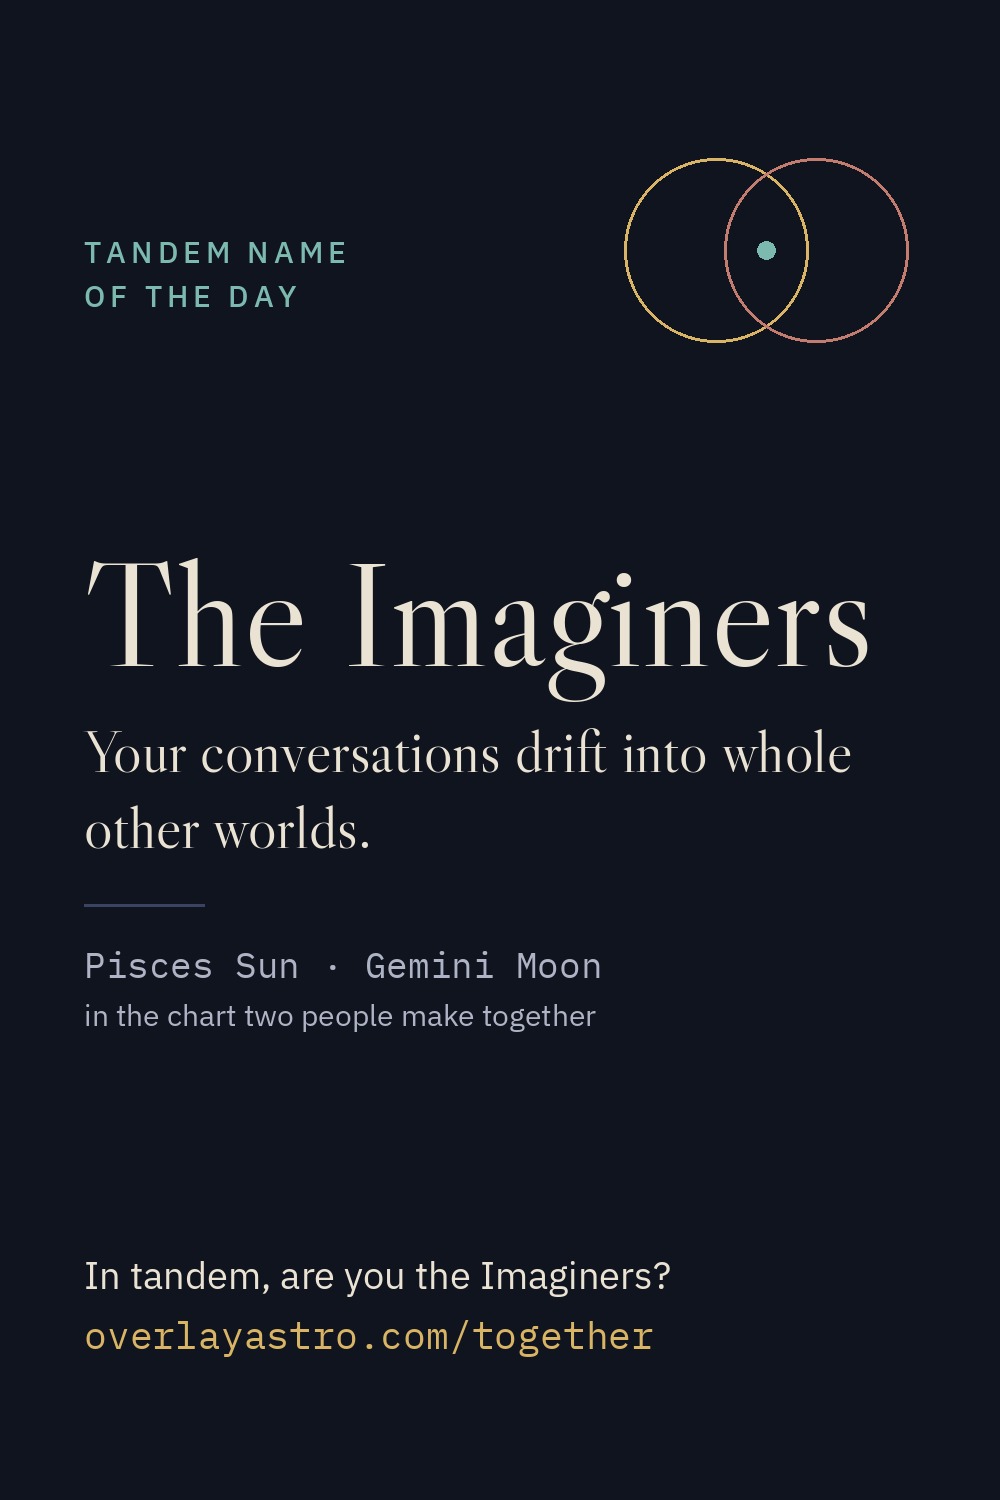 TANDEM NAME
OF THE DAY
The Imaginers
Your conversations drift into whole
other worlds.
Pisces Sun · Gemini Moon
in the chart two people make together
In tandem, are you the Imaginers?
overlayastro.com/together